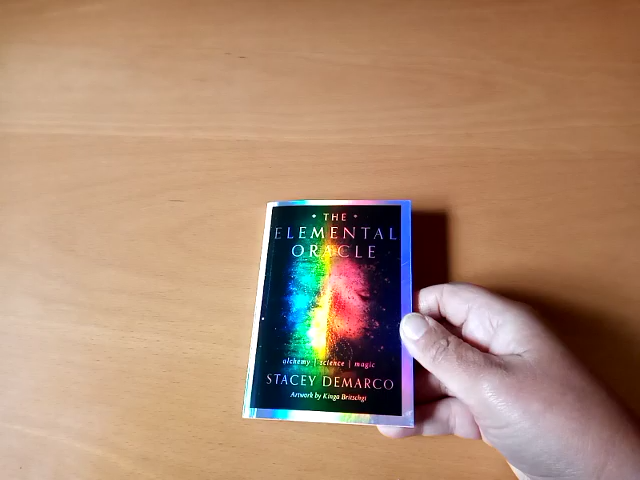 THE
ELEMENTAL
ORACLE
alchemy | science | magic
STACEY DEMARCO
Artwork by Kinga Britschgi